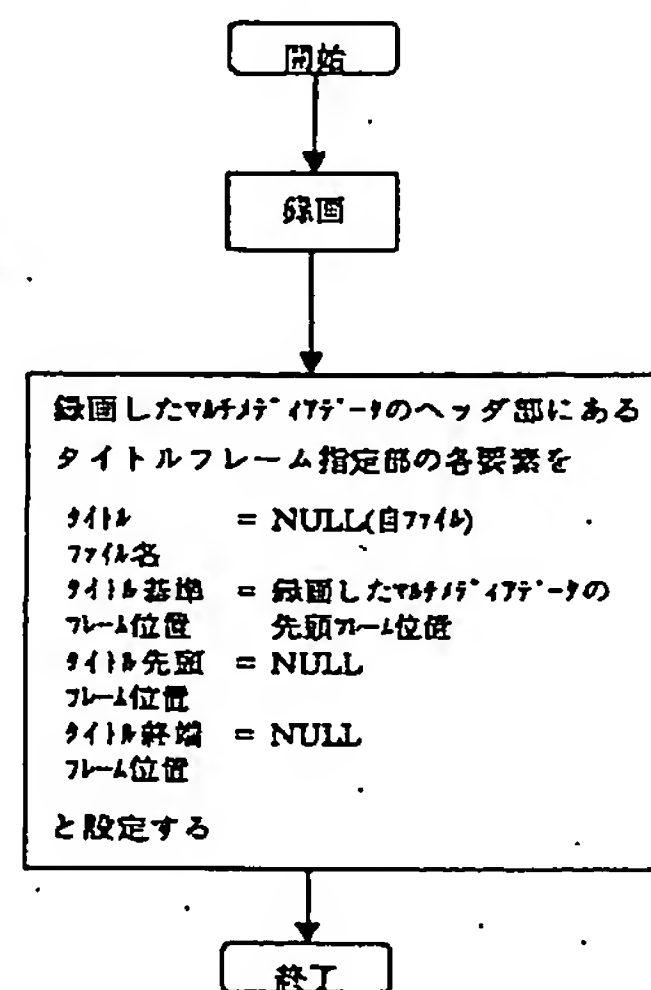 開始
録画
録画したﾏﾙﾁﾒﾃﾞｨｱﾃﾞｰﾀのヘッダ部にある
タイトルフレーム指定部の各要素を
ﾀｲﾄﾙ = NULL(自ﾌｧｲﾙ)
ﾌｧｲﾙ名
ﾀｲﾄﾙ基準 = 録画したﾏﾙﾁﾒﾃﾞｨｱﾃﾞｰﾀの
ﾌﾚｰﾑ位置 先頭ﾌﾚｰﾑ位置
ﾀｲﾄﾙ先頭 = NULL
ﾌﾚｰﾑ位置
ﾀｲﾄﾙ終端 = NULL
ﾌﾚｰﾑ位置
と設定する
終了